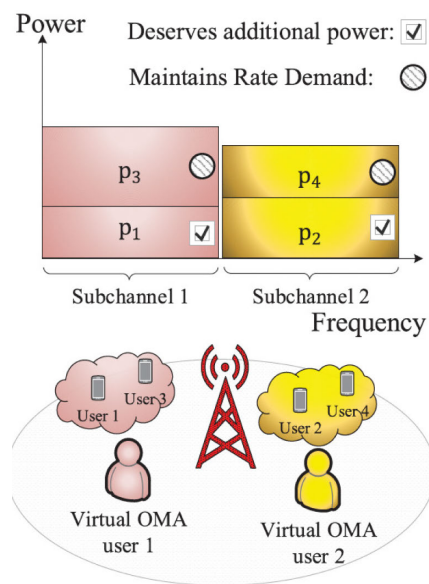 Power
Deserves additional power:
Maintains Rate Demand:
p₃
p₄
p₁
p₂
Subchannel 1
Subchannel 2
Frequency
User 1
User 3
User 2
User 4
Virtual OMA
user 1
Virtual OMA
user 2